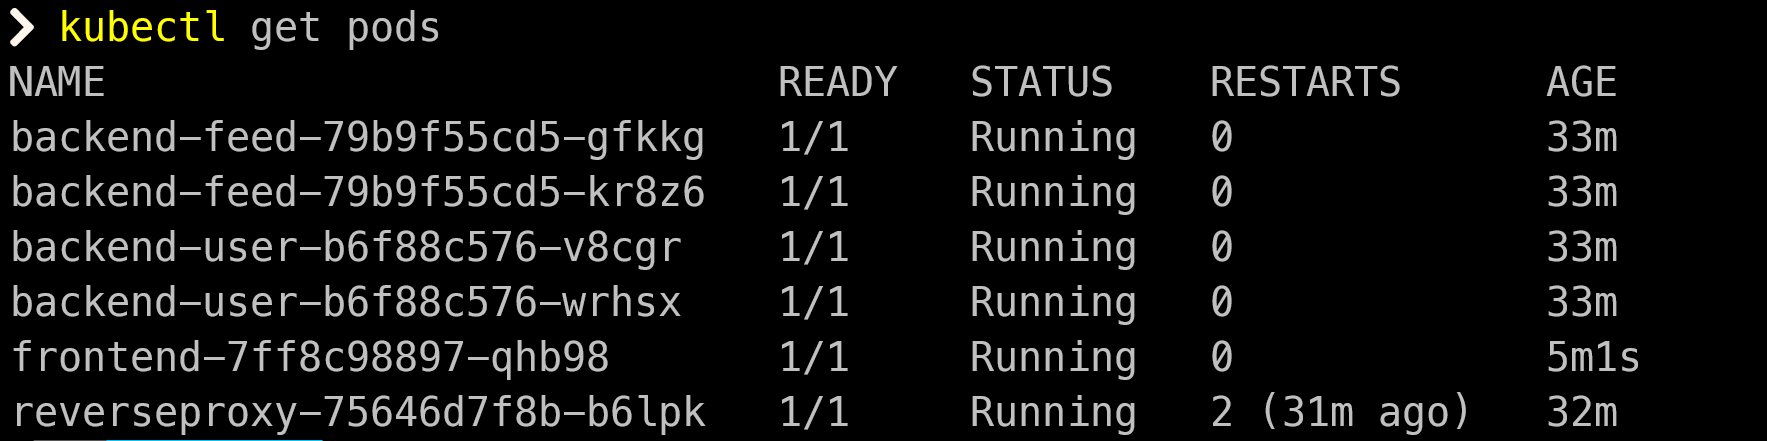 ❯ kubectl get pods
NAME READY STATUS RESTARTS AGE
backend-feed-79b9f55cd5-gfkkg 1/1 Running 0 33m
backend-feed-79b9f55cd5-kr8z6 1/1 Running 0 33m
backend-user-b6f88c576-v8cgr 1/1 Running 0 33m
backend-user-b6f88c576-wrhsx 1/1 Running 0 33m
frontend-7ff8c98897-qhb98 1/1 Running 0 5m1s
reverseproxy-75646d7f8b-b6lpk 1/1 Running 2 (31m ago) 32m